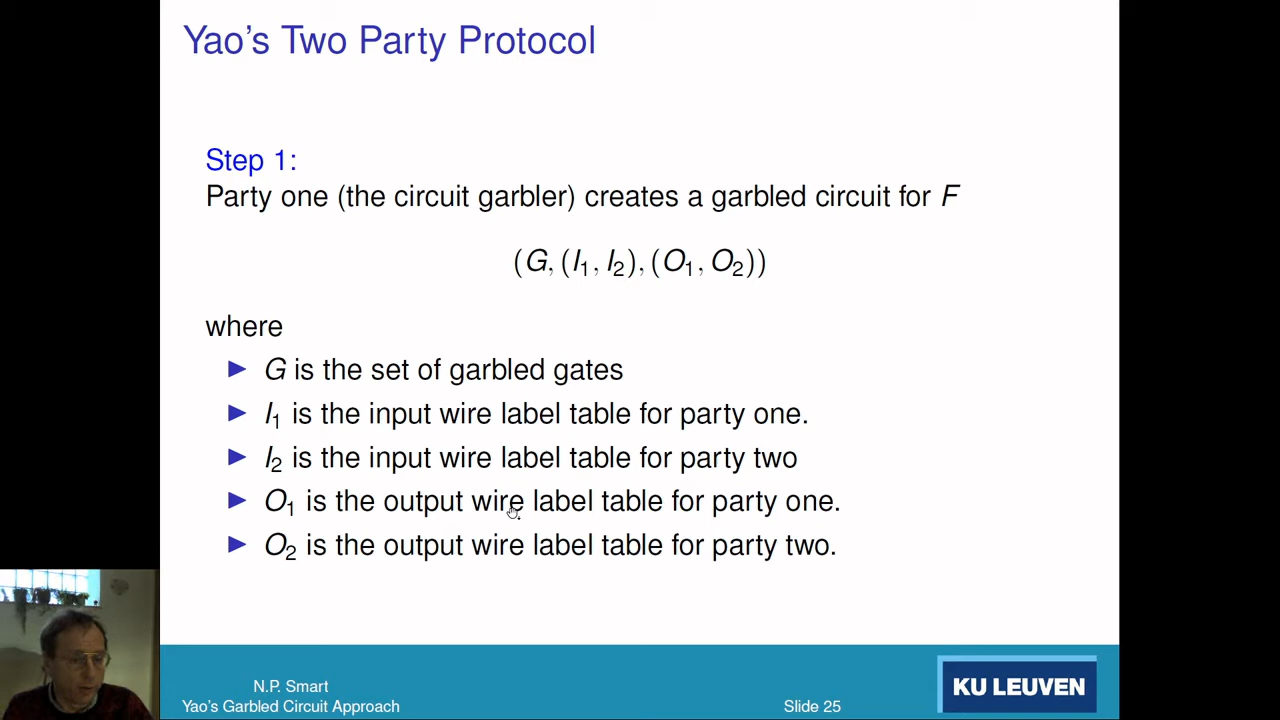 Yao's Two Party Protocol
Step 1:
Party one (the circuit garbler) creates a garbled circuit for F
(G, (I₁, I₂), (O₁, O₂))
where
▶ G is the set of garbled gates
▶ I₁ is the input wire label table for party one.
▶ I₂ is the input wire label table for party two
▶ O₁ is the output wire label table for party one.
▶ O₂ is the output wire label table for party two.
N.P. Smart
Yao's Garbled Circuit Approach
Slide 25
KU LEUVEN